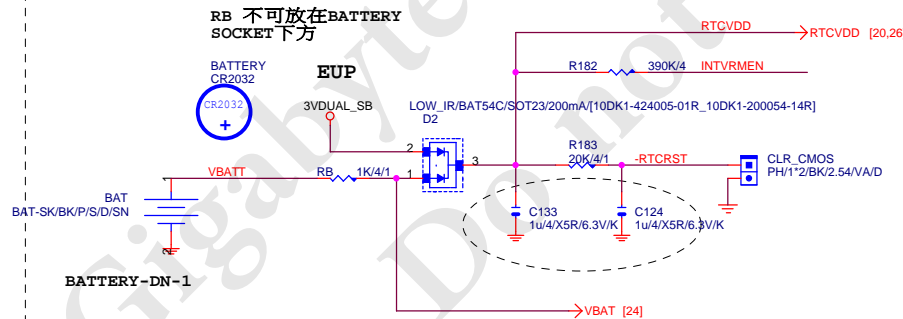 RB 不可放在BATTERY
SOCKET下方
RTCVDD
RTCVDD [20,26
BATTERY
CR2032
CR2032
+
EUP
R182
390K/4
INTVRMEN
3VDUAL_SB
LOW_IR/BAT54C/SOT23/200mA/[10DK1-424005-01R_10DK1-200054-14R]
D2
2
3
1
R183
20K/4/1
-RTCRST
CLR_CMOS
PH/1*2/BK/2.54/VA/D
VBATT
RB
1K/4/1
1
BAT
BAT-SK/BK/P/S/D/SN
2
C133
1u/4/X5R/6.3V/K
C124
1u/4/X5R/6.3V/K
BATTERY-DN-1
VBAT [24]
Gigabyte
Do not